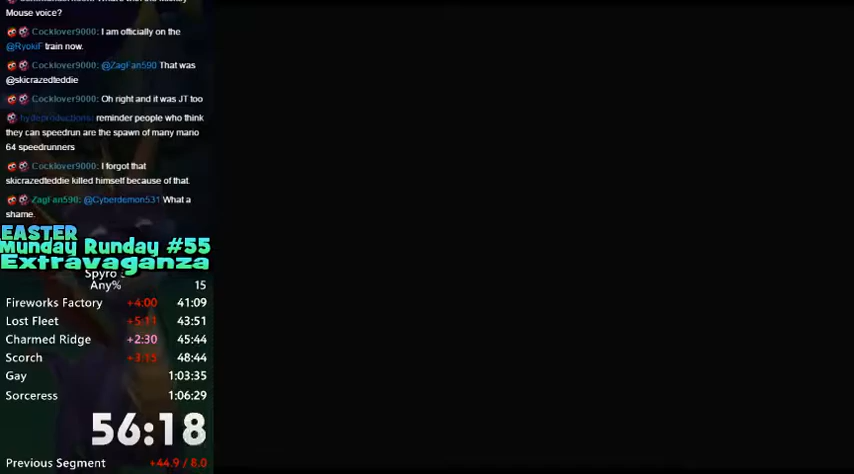 Mouse voice?
Cocklover9000: I am officially on the
@RyokiF train now.
Cocklover9000: @ZagFan590 That was
@skicrazedteddie
Cocklover9000: Oh right and it was JT too
reminder people who think
they can speedrun are the spawn of many mario
64 speedrunners
Cocklover9000: I forgot that
skicrazedteddie killed himself because of that.
ZagFan590: @Cyberdemon531 What a
shame.
EASTER
Munday Runday #55
Extravaganza
Spyro
Any% 15
Fireworks Factory +4:00 41:09
Lost Fleet +5:11 43:51
Charmed Ridge +2:30 45:44
Scorch +3:15 48:44
Gay 1:03:35
Sorceress 1:06:29
56:18
Previous Segment +44.9 / 8.0